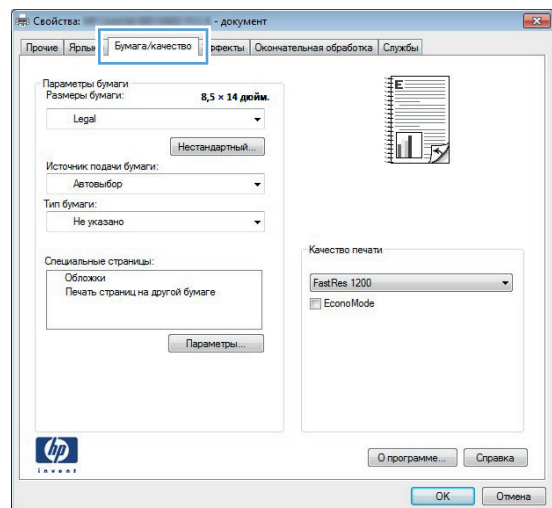 Свойства: - документ
Прочие Бумага/качество Окончательная обработка Службы
Параметры бумаги
Размеры бумаги: 8,5 × 14 дюйм.
Legal
Нестандартный...
Источник подачи бумаги:
Автовыбор
Тип бумаги:
Не указано
Специальные страницы:
Обложки
Печать страниц на другой бумаге
Параметры...
E
Качество печати
FastRes 1200
EconoMode
hp
invent
О программе... Справка
OK Отмена